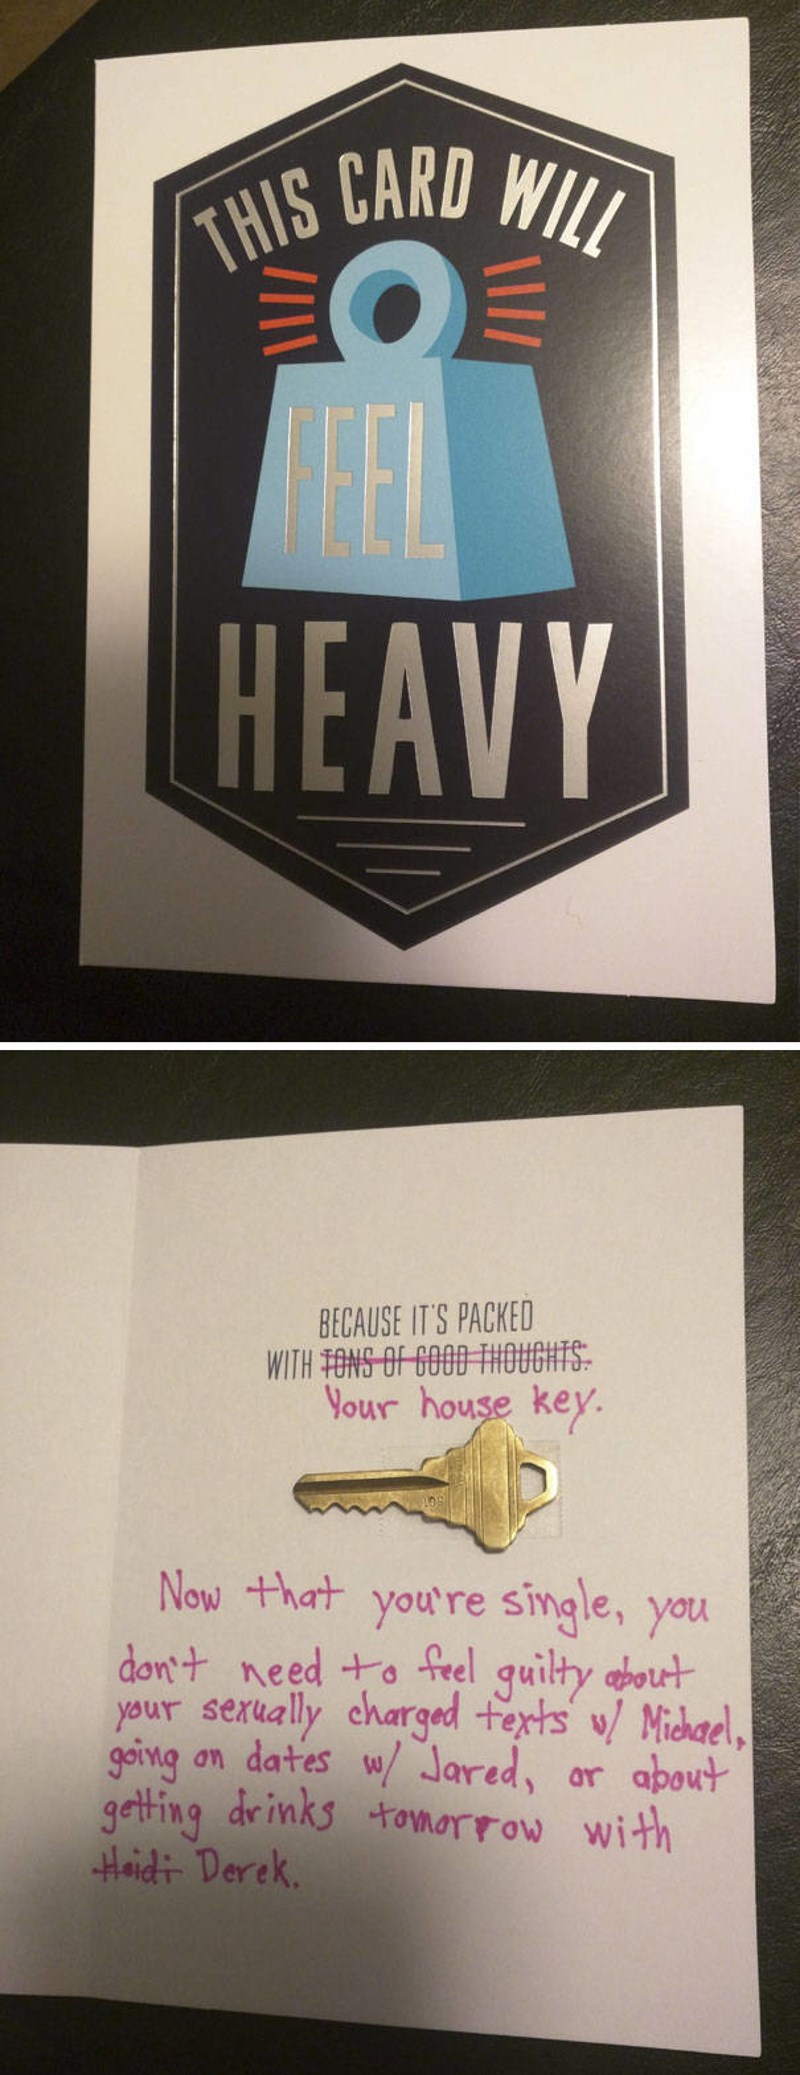 THIS CARD WILL
FEEL
HEAVY
BECAUSE IT'S PACKED
WITH TONS OF GOOD THOUGHTS.
Your house key.
Now that you're single, you
don't need to feel guilty about
your sexually charged texts w/ Michael,
going on dates w/ Jared, or about
getting drinks tomorrow with
Heidi Derek.